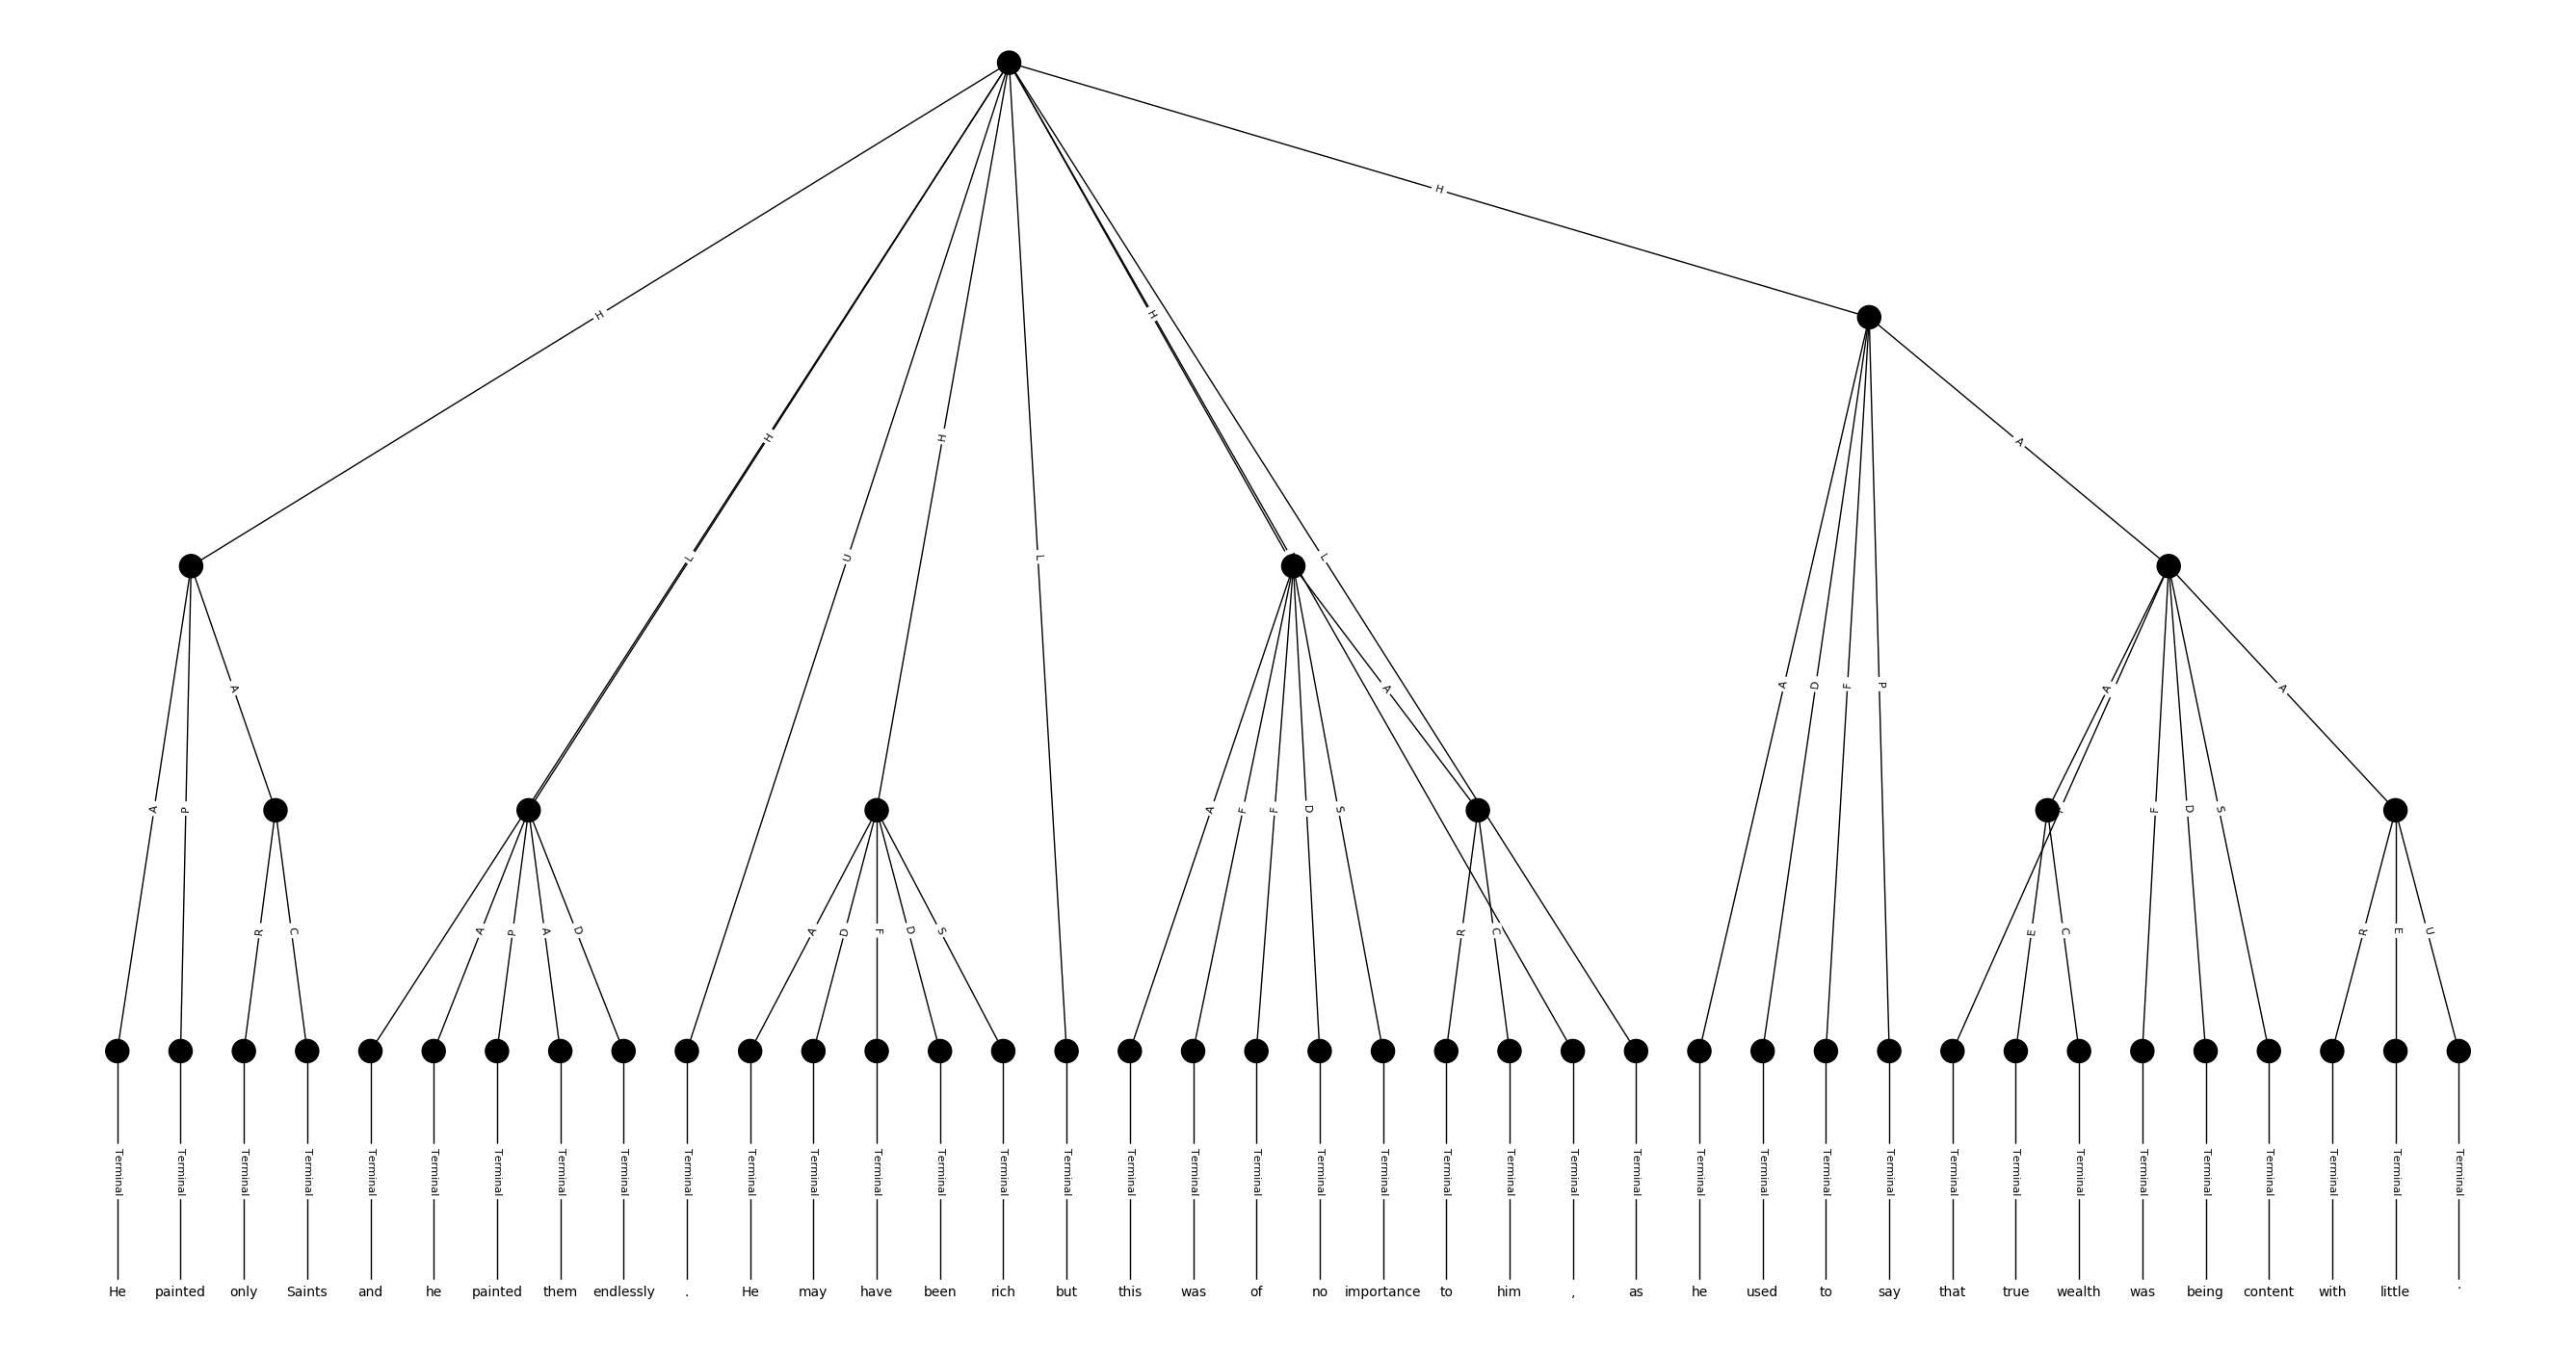 H
H
H
H
H
A
L
U
L
L
A
A
D
F
P
A
A
A
P
A
F
F
D
S
F
D
S
R
C
A
P
A
D
A
D
F
D
S
R
C
E
C
R
E
U
Terminal Terminal Terminal Terminal Terminal Terminal Terminal Terminal Terminal Terminal Terminal Terminal Terminal Terminal Terminal Terminal Terminal Terminal Terminal Terminal Terminal Terminal Terminal Terminal Terminal Terminal Terminal Terminal Terminal Terminal Terminal Terminal Terminal Terminal Terminal Terminal Terminal Terminal
He painted only Saints and he painted them endlessly . He may have been rich but this was of no importance to him , as he used to say that true wealth was being content with little .